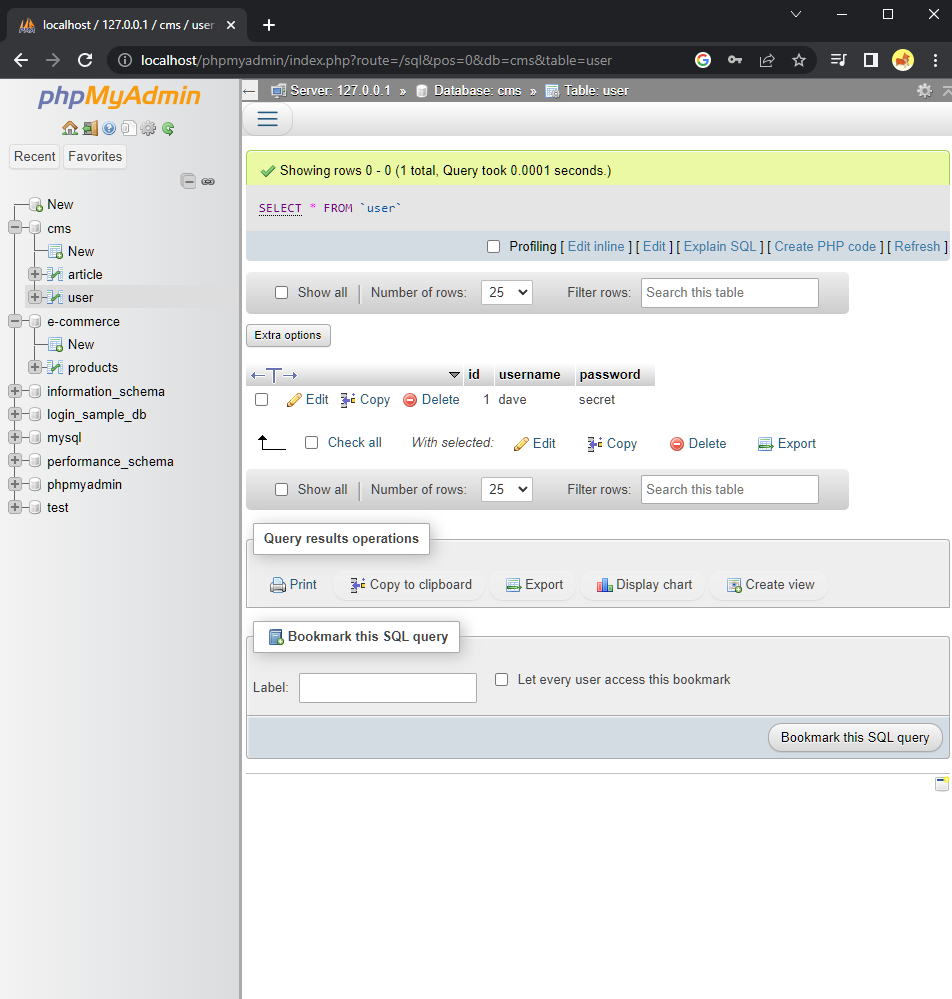 localhost / 127.0.0.1 / cms / user
localhost/phpmyadmin/index.php?route=/sql&pos=0&db=cms&table=user
phpMyAdmin
Recent Favorites
New
cms
New
article
user
e-commerce
New
products
information_schema
login_sample_db
mysql
performance_schema
phpmyadmin
test
Server: 127.0.0.1 » Database: cms » Table: user
Showing rows 0 - 0 (1 total, Query took 0.0001 seconds.)
SELECT * FROM `user`
Profiling [ Edit inline ] [ Edit ] [ Explain SQL ] [ Create PHP code ] [ Refresh ]
Show all Number of rows: 25 Filter rows: Search this table
Extra options
←T→ id username password
Edit Copy Delete 1 dave secret
Check all With selected: Edit Copy Delete Export
Show all Number of rows: 25 Filter rows: Search this table
Query results operations
Print Copy to clipboard Export Display chart Create view
Bookmark this SQL query
Label: Let every user access this bookmark
Bookmark this SQL query